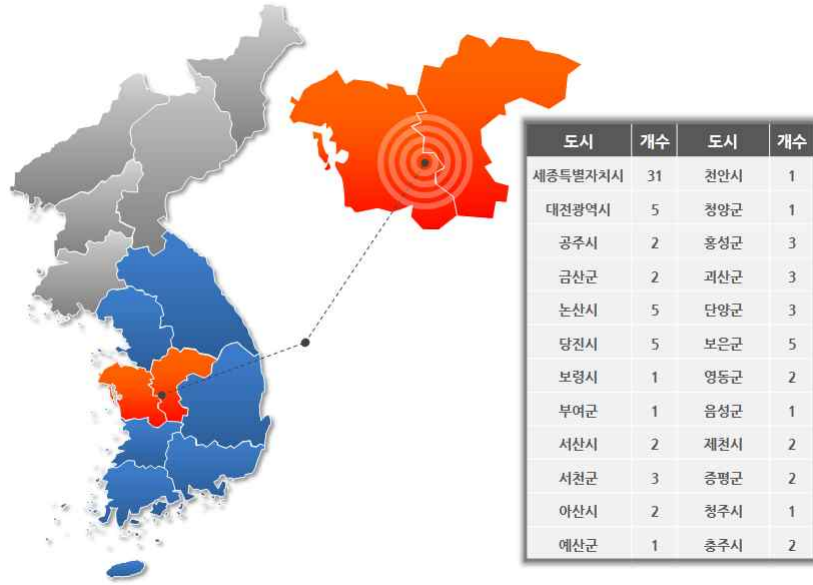 도시 개수 도시 개수
세종특별자치시 31 천안시 1
대전광역시 5 청양군 1
공주시 2 홍성군 3
금산군 2 괴산군 3
논산시 5 단양군 3
당진시 5 보은군 5
보령시 1 영동군 2
부여군 1 음성군 1
서산시 2 제천시 2
서천군 3 증평군 2
아산시 2 청주시 1
예산군 1 충주시 2